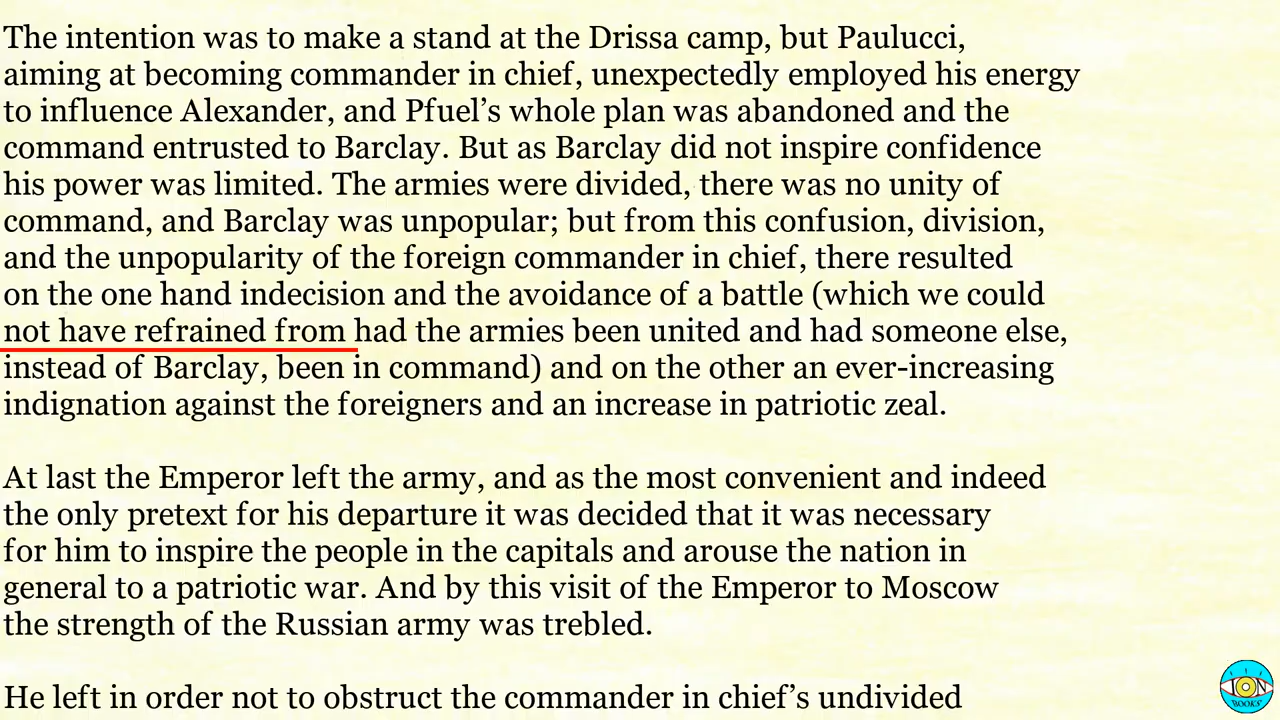 The intention was to make a stand at the Drissa camp, but Paulucci,
aiming at becoming commander in chief, unexpectedly employed his energy
to influence Alexander, and Pfuel’s whole plan was abandoned and the
command entrusted to Barclay. But as Barclay did not inspire confidence
his power was limited. The armies were divided, there was no unity of
command, and Barclay was unpopular; but from this confusion, division,
and the unpopularity of the foreign commander in chief, there resulted
on the one hand indecision and the avoidance of a battle (which we could
not have refrained from had the armies been united and had someone else,
instead of Barclay, been in command) and on the other an ever-increasing
indignation against the foreigners and an increase in patriotic zeal.
At last the Emperor left the army, and as the most convenient and indeed
the only pretext for his departure it was decided that it was necessary
for him to inspire the people in the capitals and arouse the nation in
general to a patriotic war. And by this visit of the Emperor to Moscow
the strength of the Russian army was trebled.
He left in order not to obstruct the commander in chief’s undivided
ION
BOOKS